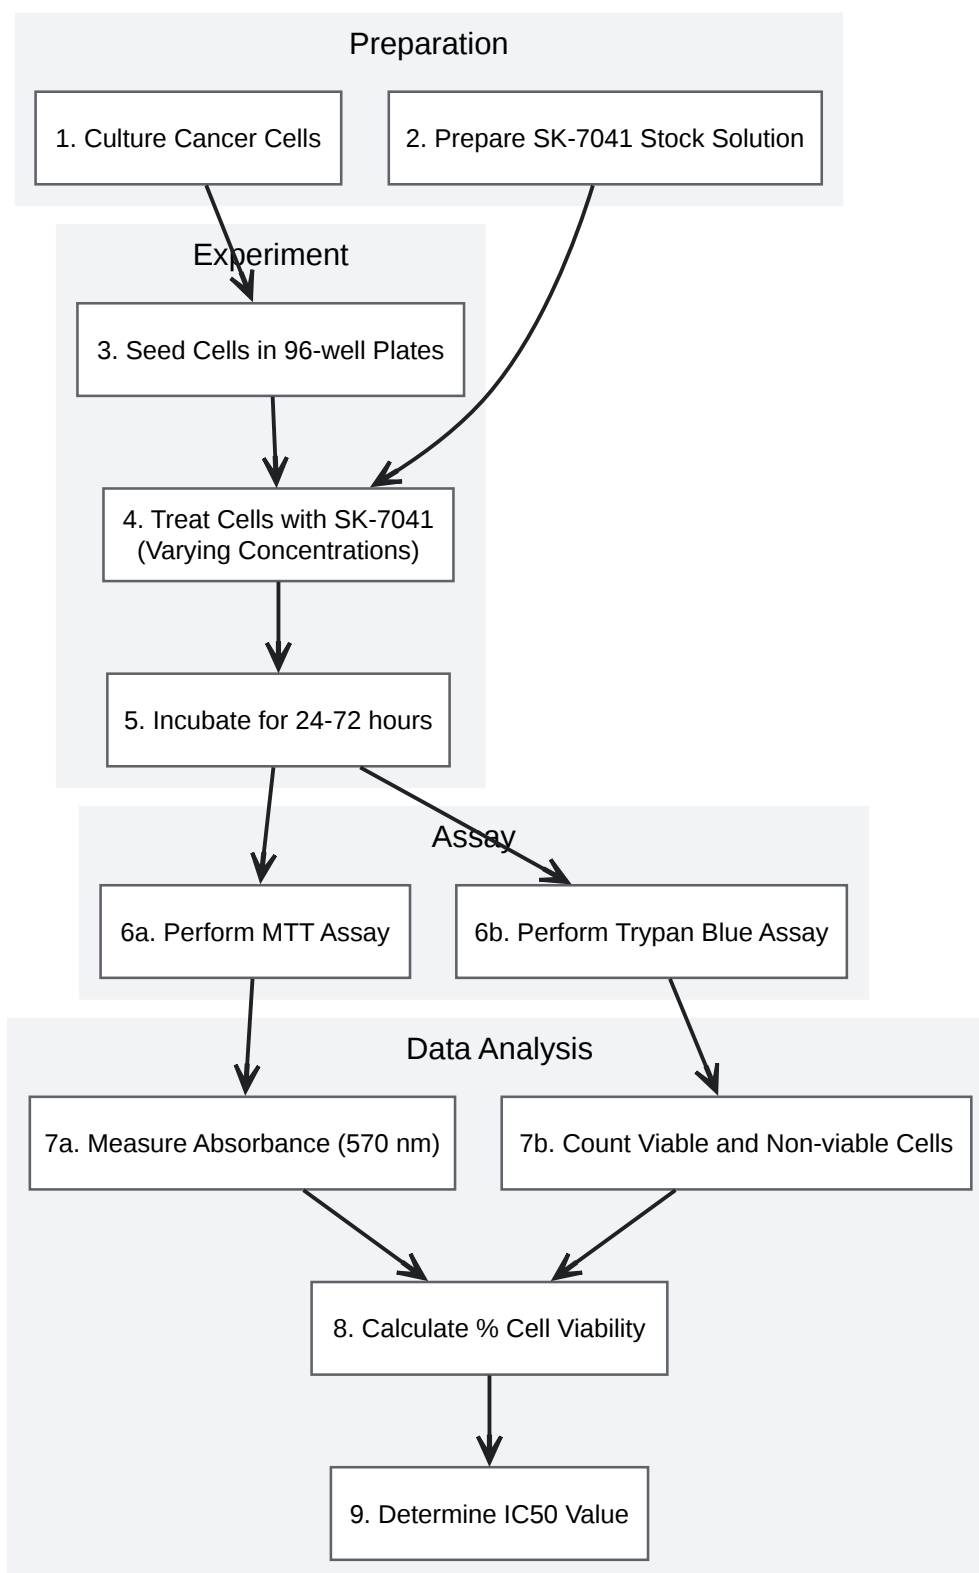 Preparation
1. Culture Cancer Cells
2. Prepare SK-7041 Stock Solution
Experiment
3. Seed Cells in 96-well Plates
4. Treat Cells with SK-7041
(Varying Concentrations)
5. Incubate for 24-72 hours
Assay
6a. Perform MTT Assay
6b. Perform Trypan Blue Assay
Data Analysis
7a. Measure Absorbance (570 nm)
7b. Count Viable and Non-viable Cells
8. Calculate % Cell Viability
9. Determine IC50 Value